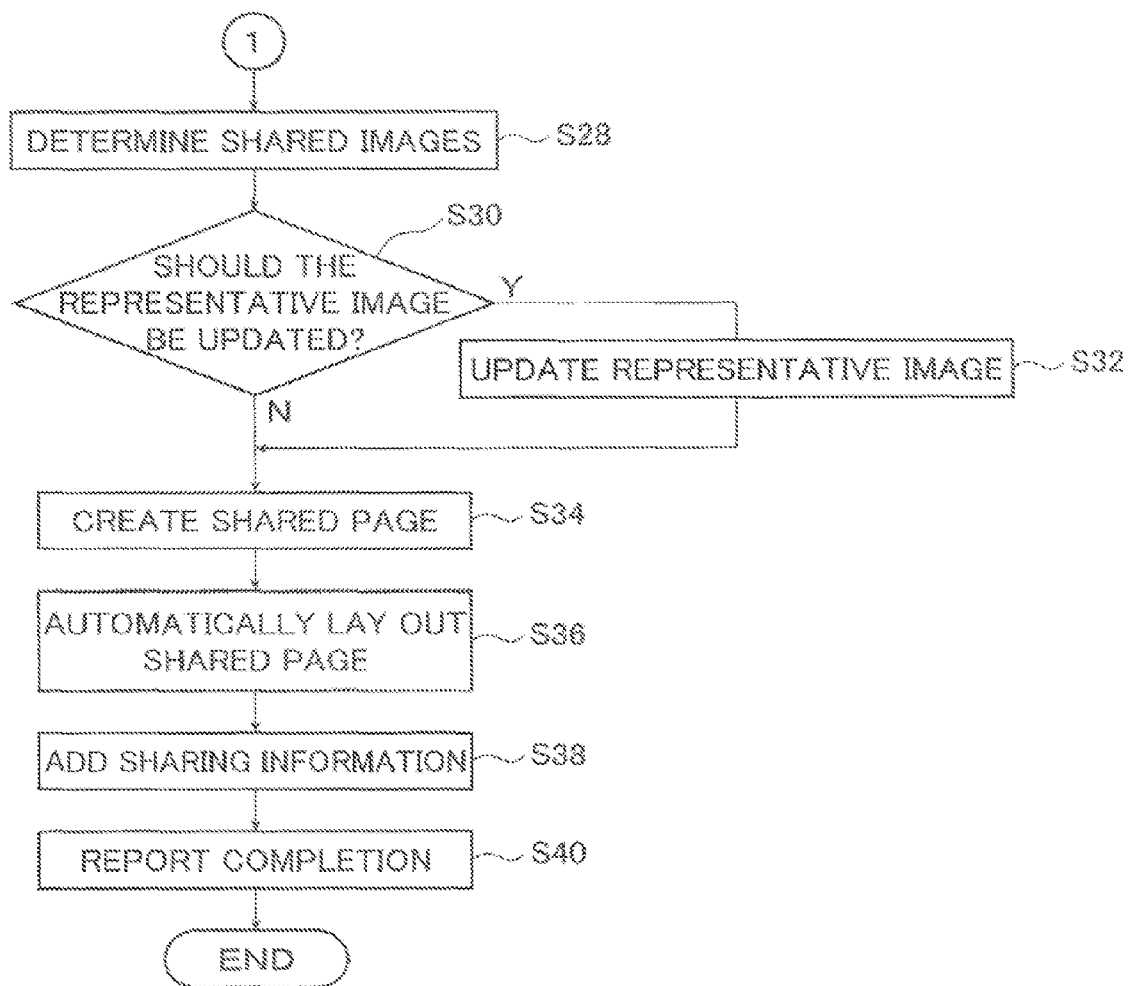 1
DETERMINE SHARED IMAGES
S28
S30
SHOULD THE
REPRESENTATIVE IMAGE
BE UPDATED?
Y
UPDATE REPRESENTATIVE IMAGE
S32
N
CREATE SHARED PAGE
S34
AUTOMATICALLY LAY OUT
SHARED PAGE
S36
ADD SHARING INFORMATION
S38
REPORT COMPLETION
S40
END